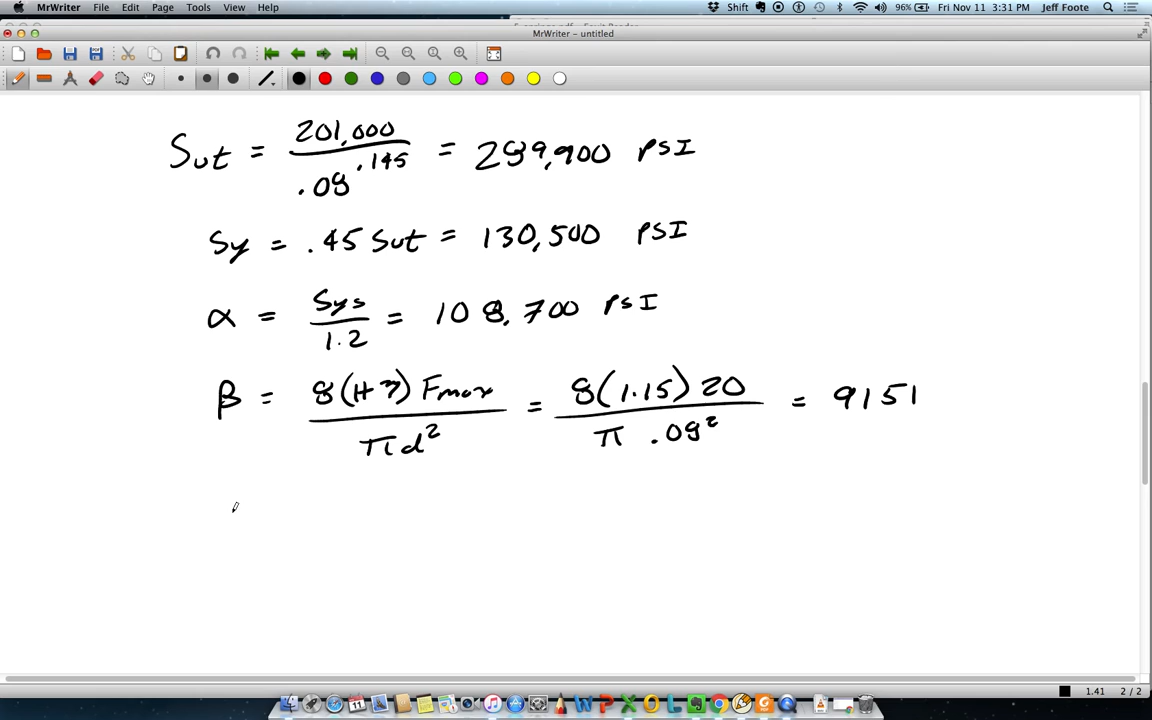 MrWriter File Edit Page Tools View Help Shift 96% Fri Nov 11 3:31 PM Jeff Foote
MrWriter - untitled
Sut = 201,000 / .08^.145 = 289,900 PSI
Sy = .45 Sut = 130,500 PSI
α = Sys / 1.2 = 108,700 PSI
β = 8(1+ξ) Fmax / πd² = 8(1.15) 20 / π .08² = 9151
1.41 2 / 2